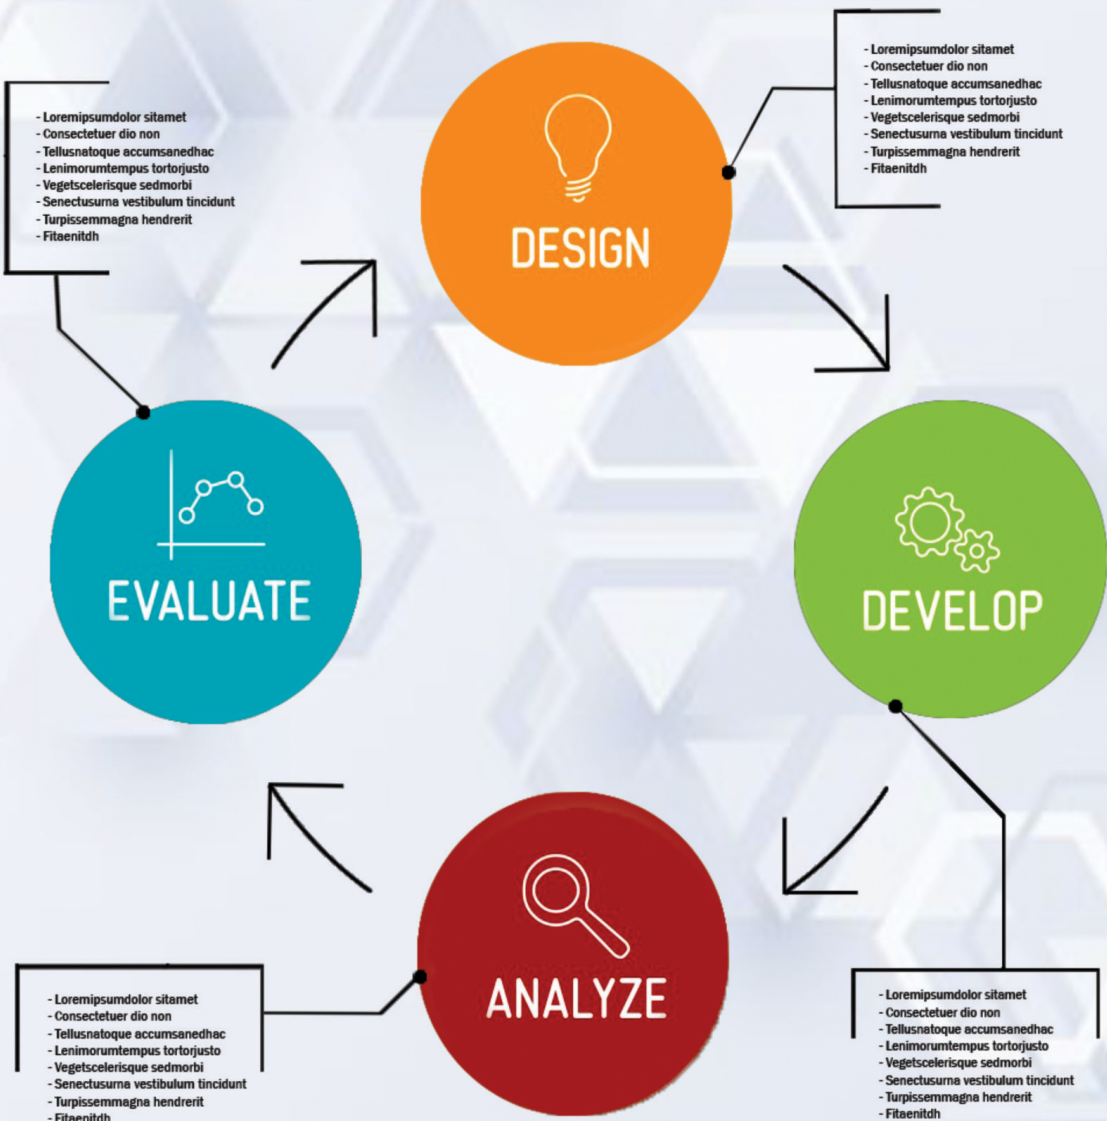 - Loremipsumdolor sitamet
- Consectetuer dio non
- Tellusnatoque accumsanedhac
- Lenimorumtempus tortorjusto
- Vegetscelerisque sedmorbi
- Senectusurna vestibulum tincidunt
- Turpissemmagna hendrerit
- Fitaenitdh
DESIGN
- Loremipsumdolor sitamet
- Consectetuer dio non
- Tellusnatoque accumsanedhac
- Lenimorumtempus tortorjusto
- Vegetscelerisque sedmorbi
- Senectusurna vestibulum tincidunt
- Turpissemmagna hendrerit
- Fitaenitdh
EVALUATE
DEVELOP
- Loremipsumdolor sitamet
- Consectetuer dio non
- Tellusnatoque accumsanedhac
- Lenimorumtempus tortorjusto
- Vegetscelerisque sedmorbi
- Senectusurna vestibulum tincidunt
- Turpissemmagna hendrerit
- Fitaenitdh
ANALYZE
- Loremipsumdolor sitamet
- Consectetuer dio non
- Tellusnatoque accumsanedhac
- Lenimorumtempus tortorjusto
- Vegetscelerisque sedmorbi
- Senectusurna vestibulum tincidunt
- Turpissemmagna hendrerit
- Fitaenitdh